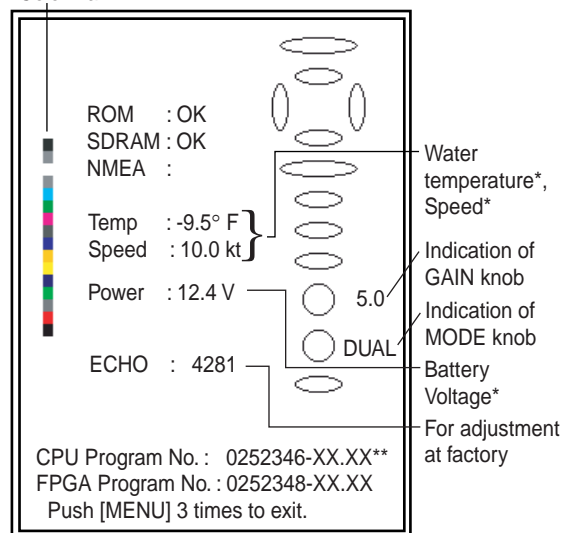 ROM : OK
SDRAM : OK
NMEA :
Temp : -9.5° F
Speed : 10.0 kt
Power : 12.4 V
5.0
DUAL
ECHO : 4281
CPU Program No. : 0252346-XX.XX**
FPGA Program No. : 0252348-XX.XX
Push [MENU] 3 times to exit.
Water
temperature*,
Speed*
Indication of
GAIN knob
Indication of
MODE knob
Battery
Voltage*
For adjustment
at factory